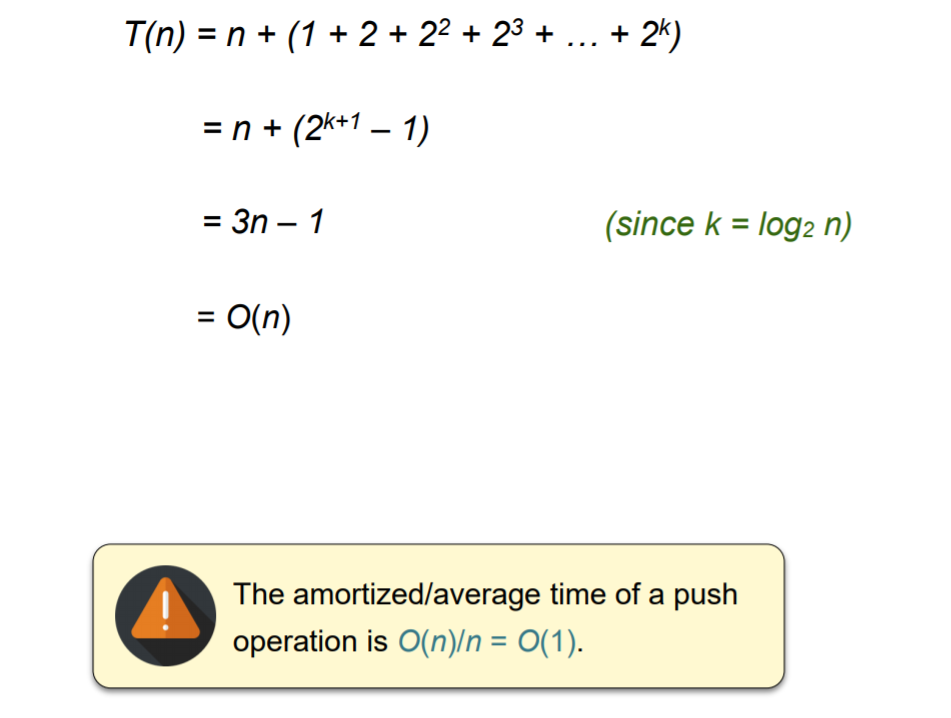 T(n) = n + (1 + 2 + 2² + 2³ + … + 2ᵏ)
= n + (2ᵏ⁺¹ – 1)
= 3n – 1 (since k = log₂ n)
= O(n)
The amortized/average time of a push
operation is O(n)/n = O(1).